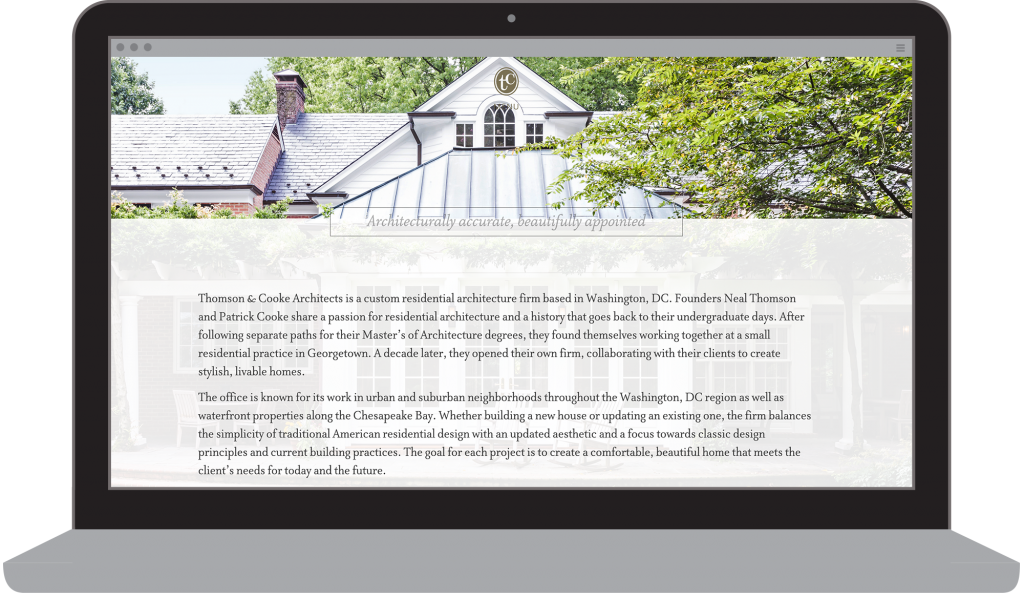 tc
Architecturally accurate, beautifully appointed
Thomson & Cooke Architects is a custom residential architecture firm based in Washington, DC. Founders Neal Thomson
and Patrick Cooke share a passion for residential architecture and a history that goes back to their undergraduate days. After
following separate paths for their Master's of Architecture degrees, they found themselves working together at a small
residential practice in Georgetown. A decade later, they opened their own firm, collaborating with their clients to create
stylish, livable homes.
The office is known for its work in urban and suburban neighborhoods throughout the Washington, DC region as well as
waterfront properties along the Chesapeake Bay. Whether building a new house or updating an existing one, the firm balances
the simplicity of traditional American residential design with an updated aesthetic and a focus towards classic design
principles and current building practices. The goal for each project is to create a comfortable, beautiful home that meets the
client's needs for today and the future.